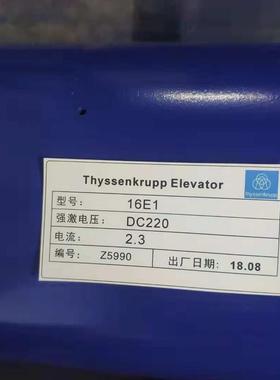 Thyssenkrupp Elevator
thyssenkrupp
型号： 16E1
强激电压： DC220
电流： 2.3
编号： Z5990 出厂日期： 18.08